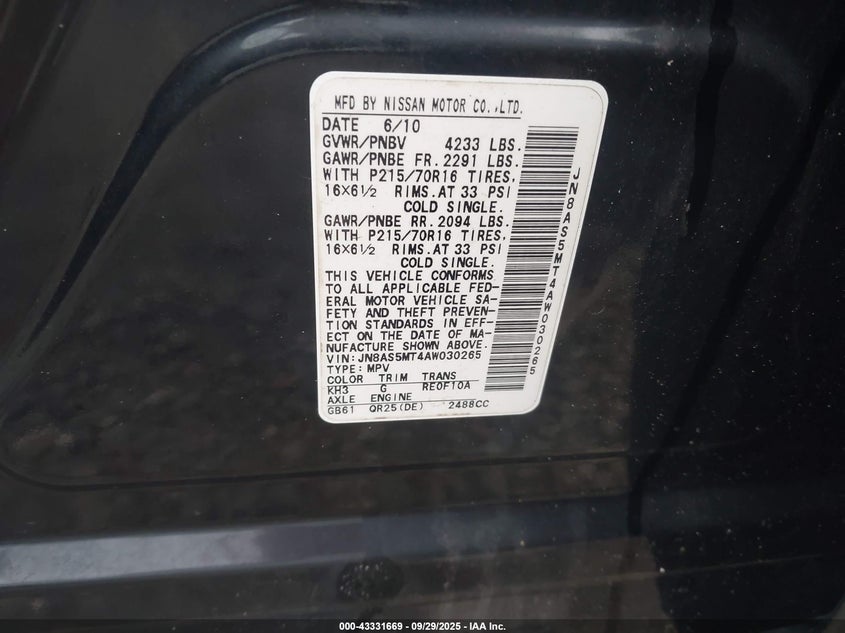 MFD BY NISSAN MOTOR CO.,LTD.
DATE 6/10
GVWR/PNBV 4233 LBS.
GAWR/PNBE FR. 2291 LBS.
WITH P215/70R16 TIRES,
16X6½ RIMS.AT 33 PSI
COLD SINGLE.
GAWR/PNBE RR. 2094 LBS.
WITH P215/70R16 TIRES,
16X6½ RIMS.AT 33 PSI
COLD SINGLE.
THIS VEHICLE CONFORMS
TO ALL APPLICABLE FED-
ERAL MOTOR VEHICLE SA-
FETY AND THEFT PREVEN-
TION STANDARDS IN EFF-
ECT ON THE DATE OF MA-
NUFACTURE SHOWN ABOVE.
VIN: JN8AS5MT4AW030265
TYPE: MPV
COLOR TRIM TRANS
KH3 G RE0F10A
AXLE ENGINE
GB61 QR25(DE) 2488CC
JN8AS5MT4AW030265
000-43331669 - 09/29/2025 - IAA Inc.